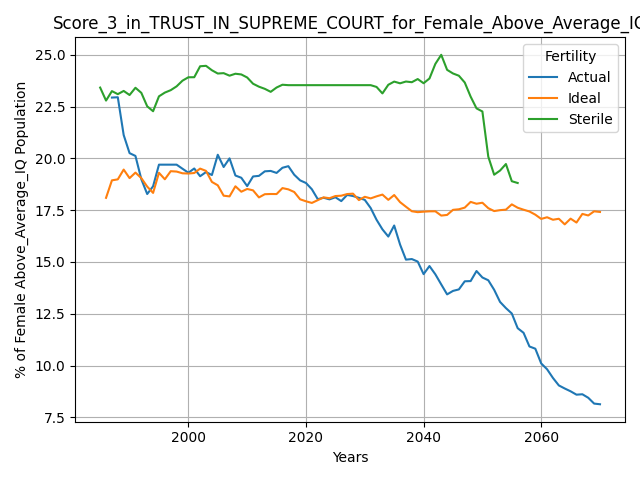 Score_3_in_TRUST_IN_SUPREME_COURT_for_Female_Above_Average_IQ
Fertility
Actual
Ideal
Sterile
% of Female Above_Average_IQ Population
25.0
22.5
20.0
17.5
15.0
12.5
10.0
7.5
2000
2020
2040
2060
Years